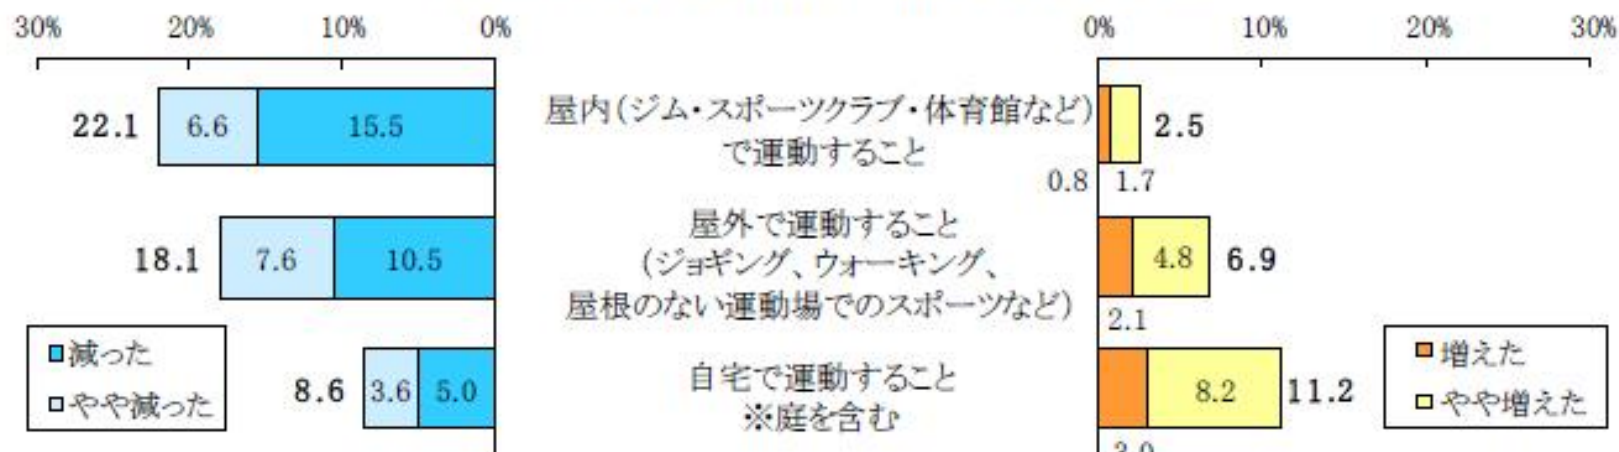 30% 20% 10% 0% 0% 10% 20% 30%
22.1 6.6 15.5
屋内(ジム・スポーツクラブ・体育館など)
で運動すること
2.5
0.8 1.7
18.1 7.6 10.5
屋外で運動すること
(ジョギング、ウォーキング、
屋根のない運動場でのスポーツなど)
4.8 6.9
2.1
減った
やや減った
8.6 3.6 5.0
自宅で運動すること
※庭を含む
8.2 11.2
増えた
やや増えた